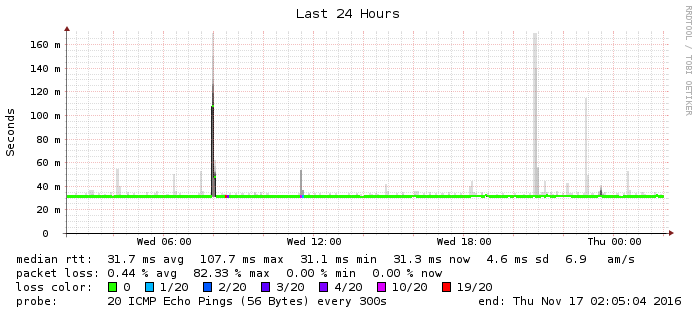 Last 24 Hours
RRDTOOL / TOBI OETIKER
Seconds
160 m
140 m
120 m
100 m
80 m
60 m
40 m
20 m
0
Wed 06:00 Wed 12:00 Wed 18:00 Thu 00:00
median rtt: 31.7 ms avg 107.7 ms max 31.1 ms min 31.3 ms now 4.6 ms sd 6.9 am/s
packet loss: 0.44 % avg 82.33 % max 0.00 % min 0.00 % now
loss color: 0 1/20 2/20 3/20 4/20 10/20 19/20
probe: 20 ICMP Echo Pings (56 Bytes) every 300s end: Thu Nov 17 02:05:04 2016